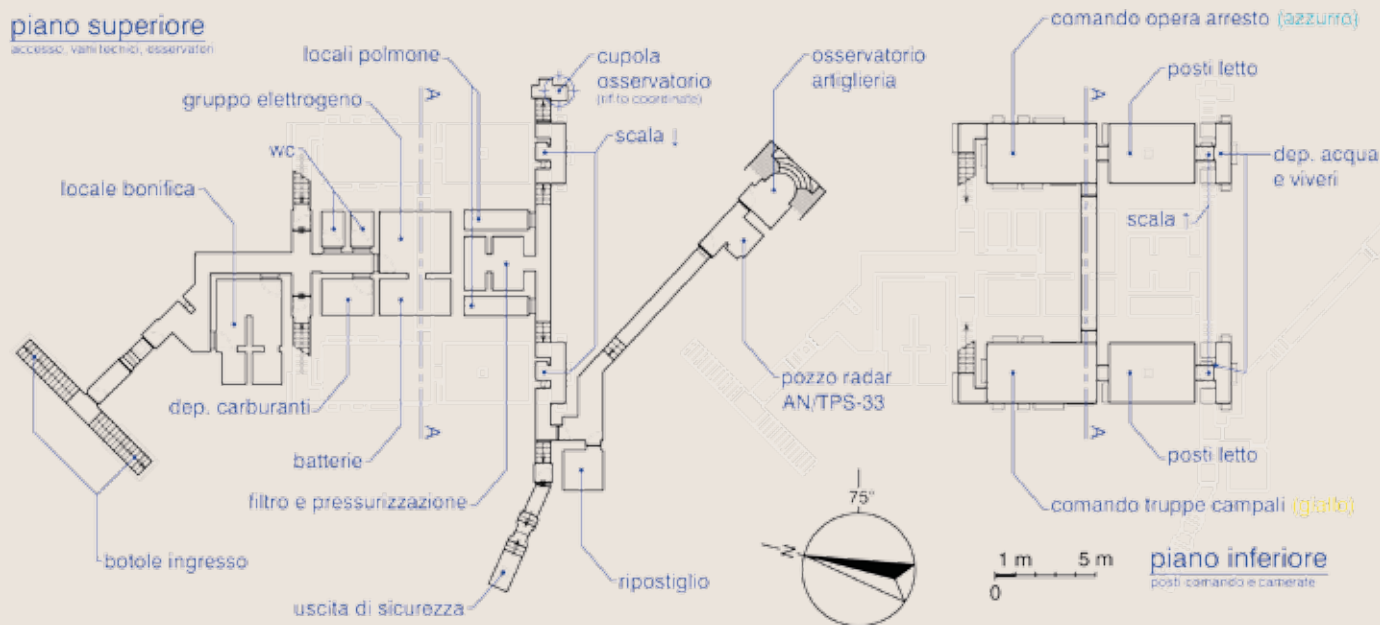 piano superiore
accesso, vani tecnici, osservatori
locali polmone
gruppo elettrogeno
wc
locale bonifica
A
cupola
osservatorio
(rif.to coordinate)
scala ↓
osservatorio
artiglieria
pozzo radar
AN/TPS-33
dep. carburanti
batterie
A
filtro e pressurizzazione
botole ingresso
uscita di sicurezza
ripostiglio
75°
N
comando opera arresto (azzurro)
posti letto
A
dep. acqua
e viveri
scala ↑
A
posti letto
comando truppe campali (giallo)
1 m 5 m
0
piano inferiore
posti comando e camerate